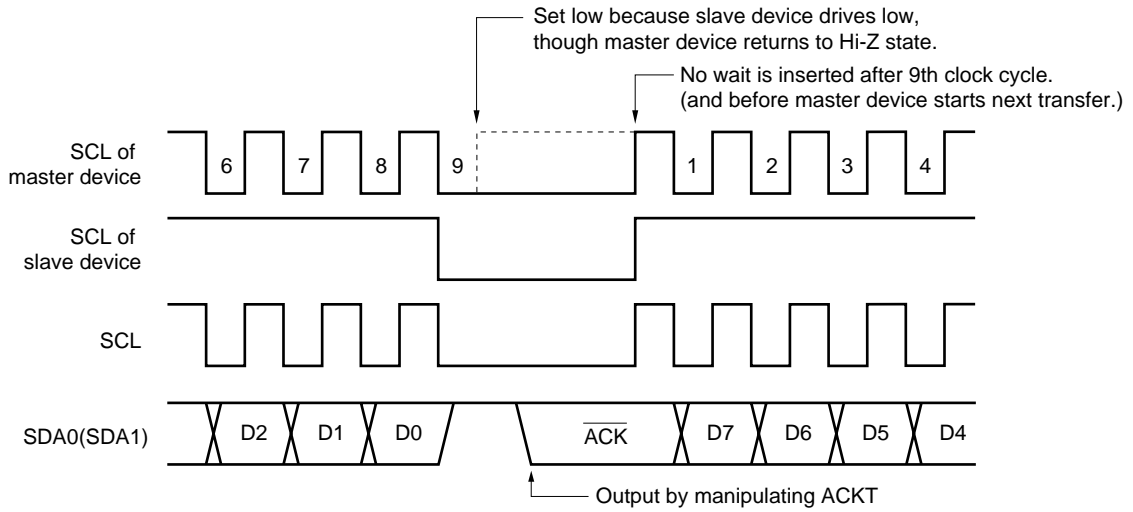 Set low because slave device drives low,
though master device returns to Hi-Z state.
No wait is inserted after 9th clock cycle.
(and before master device starts next transfer.)
SCL of
master device
6 7 8 9 1 2 3 4
SCL of
slave device
SCL
SDA0(SDA1)
D2 D1 D0 ACK D7 D6 D5 D4
Output by manipulating ACKT